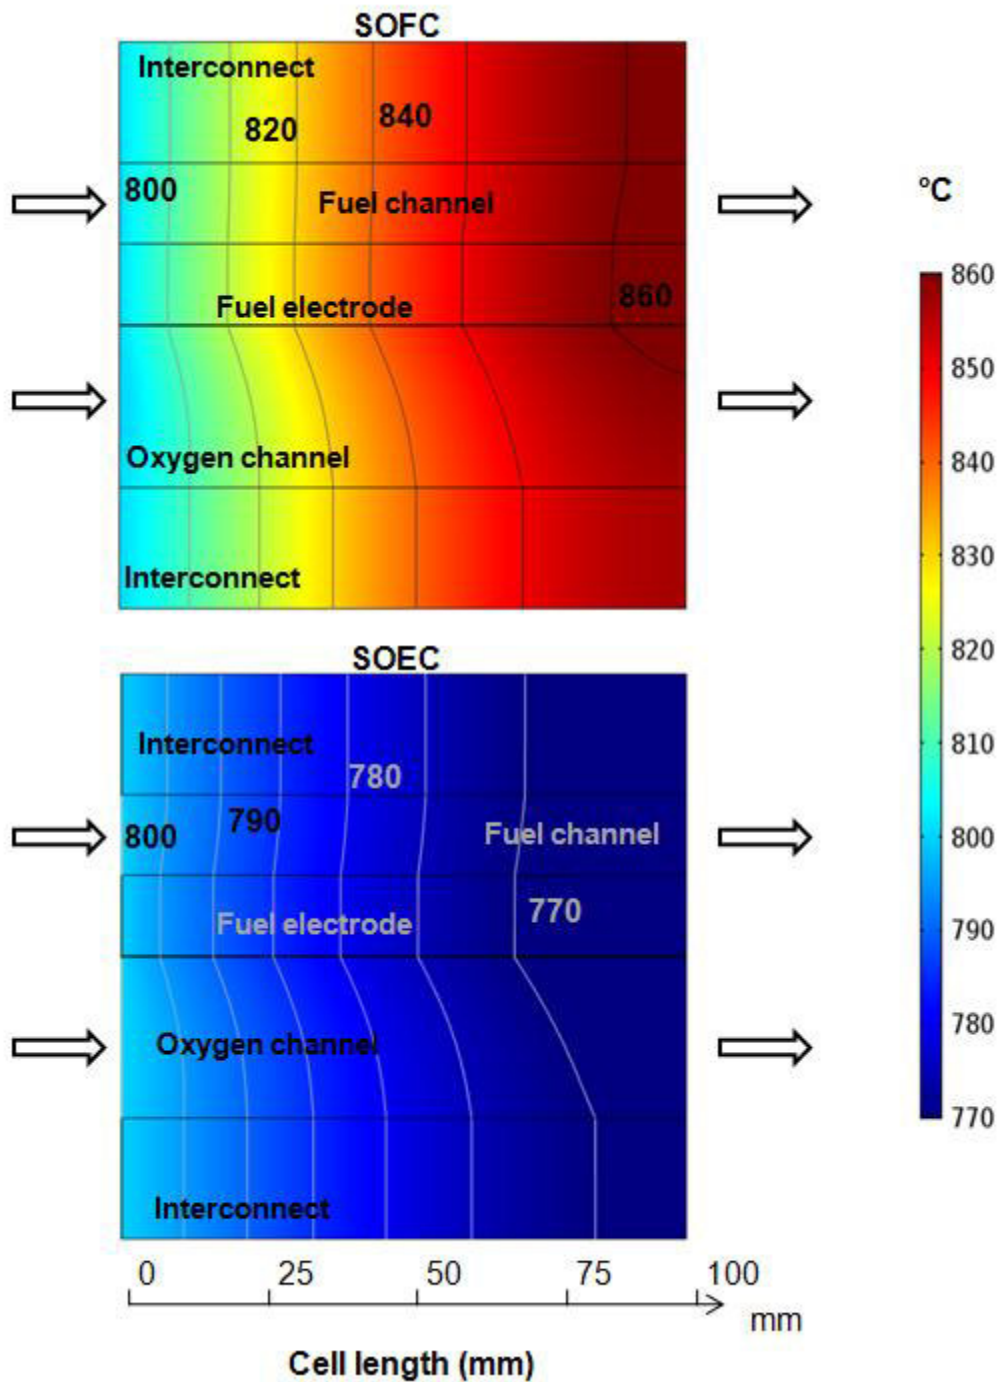 SOFC
Interconnect
820
840
800
Fuel channel
Fuel electrode
860
Oxygen channel
Interconnect
°C
860
850
840
830
820
810
800
790
780
770
SOEC
Interconnect
780
800
790
Fuel channel
Fuel electrode
770
Oxygen channel
Interconnect
0 25 50 75 100
mm
Cell length (mm)